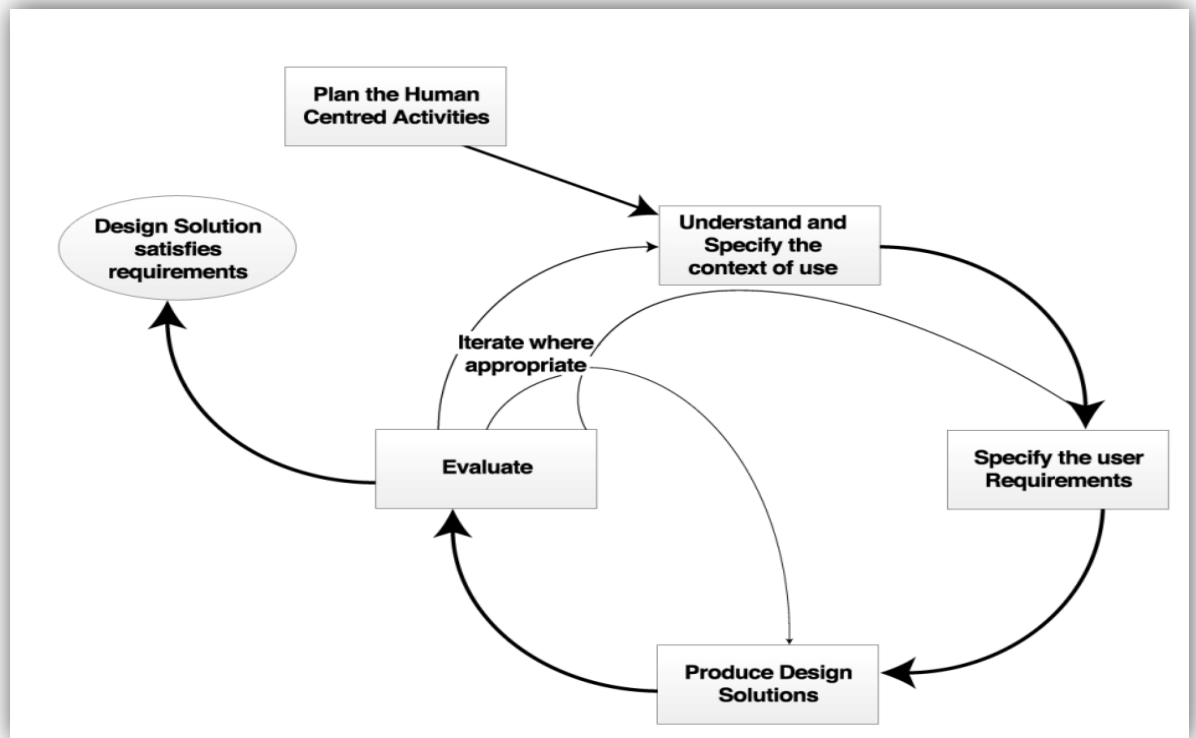 Plan the Human
Centred Activities
Design Solution
satisfies
requirements
Understand and
Specify the
context of use
Iterate where
appropriate
Evaluate
Specify the user
Requirements
Produce Design
Solutions